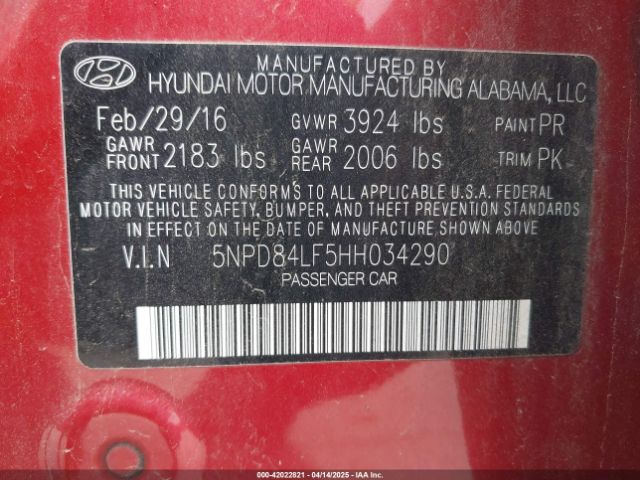 MANUFACTURED BY
HYUNDAI MOTOR MANUFACTURING ALABAMA, LLC
Feb/29/16 GVWR 3924 lbs PAINT PR
GAWR FRONT 2183 lbs GAWR REAR 2006 lbs TRIM PK
THIS VEHICLE CONFORMS TO ALL APPLICABLE U.S.A. FEDERAL
MOTOR VEHICLE SAFETY, BUMPER, AND THEFT PREVENTION STANDARDS
IN EFFECT ON THE DATE OF MANUFACTURE SHOWN ABOVE
V.I.N 5NPD84LF5HH034290
PASSENGER CAR
000-42022821 - 04/14/2025 - IAAI.COM